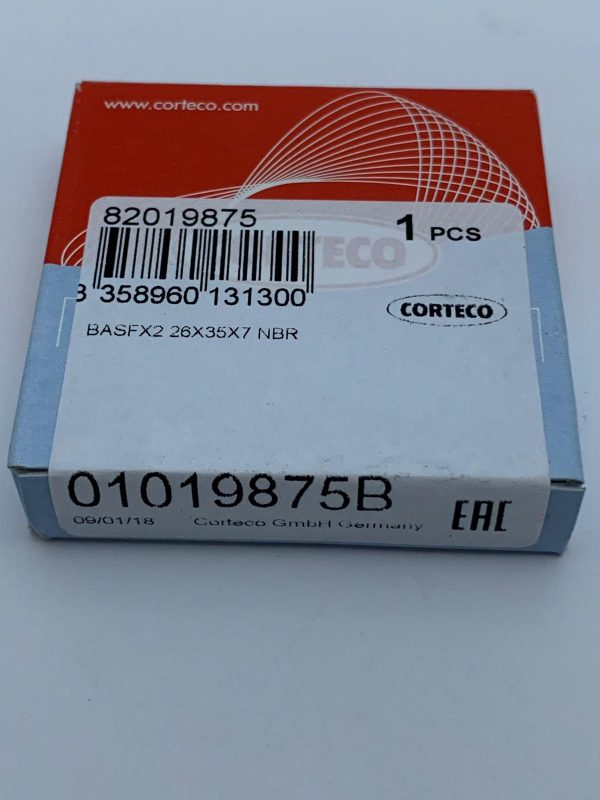 www.corteco.com
CORTECO
82019875
1 PCS
3 358960 131300
CORTECO
BASFX2 26X35X7 NBR
01019875B
09/01/18 Corteco GmbH Germany
EAC